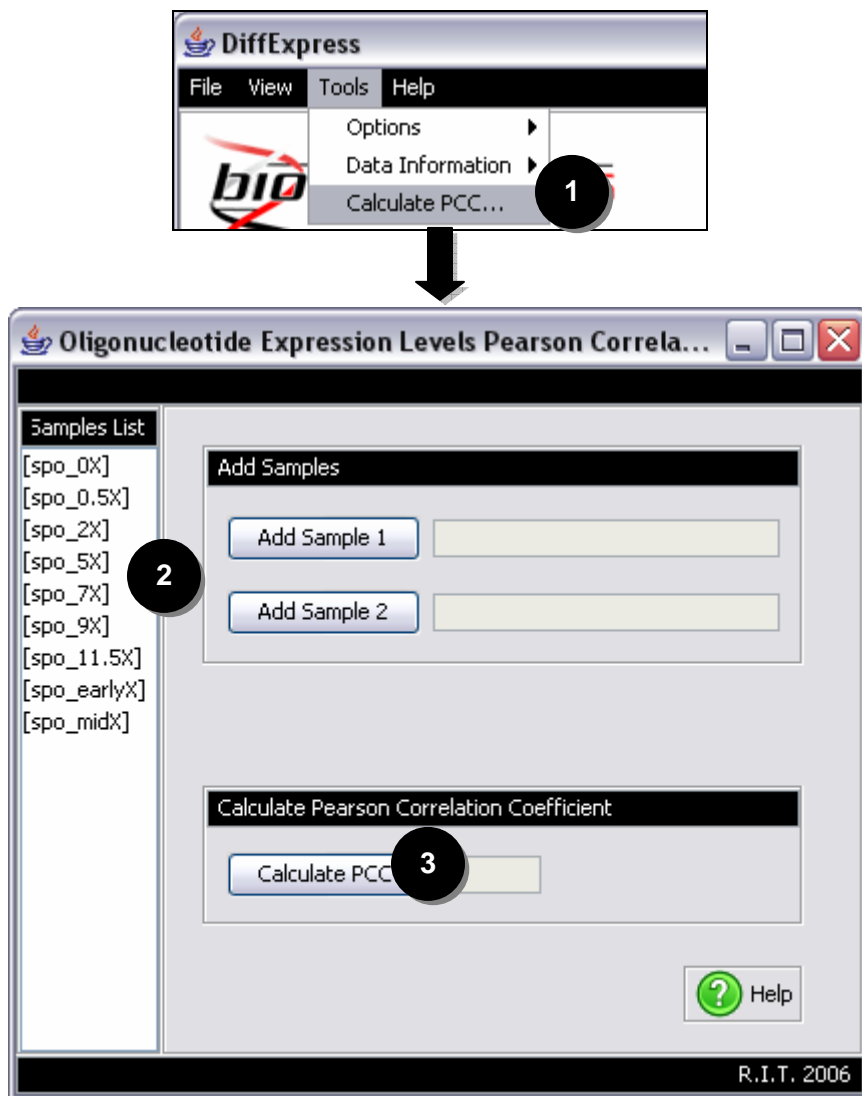 DiffExpress
File View Tools Help
Options
Data Information
Calculate PCC...
bio
1
Oligonucleotide Expression Levels Pearson Correla...
Samples List
[spo_0X]
[spo_0.5X]
[spo_2X]
[spo_5X]
[spo_7X]
[spo_9X]
[spo_11.5X]
[spo_earlyX]
[spo_midX]
2
Add Samples
Add Sample 1
Add Sample 2
Calculate Pearson Correlation Coefficient
Calculate PCC
3
? Help
R.I.T. 2006